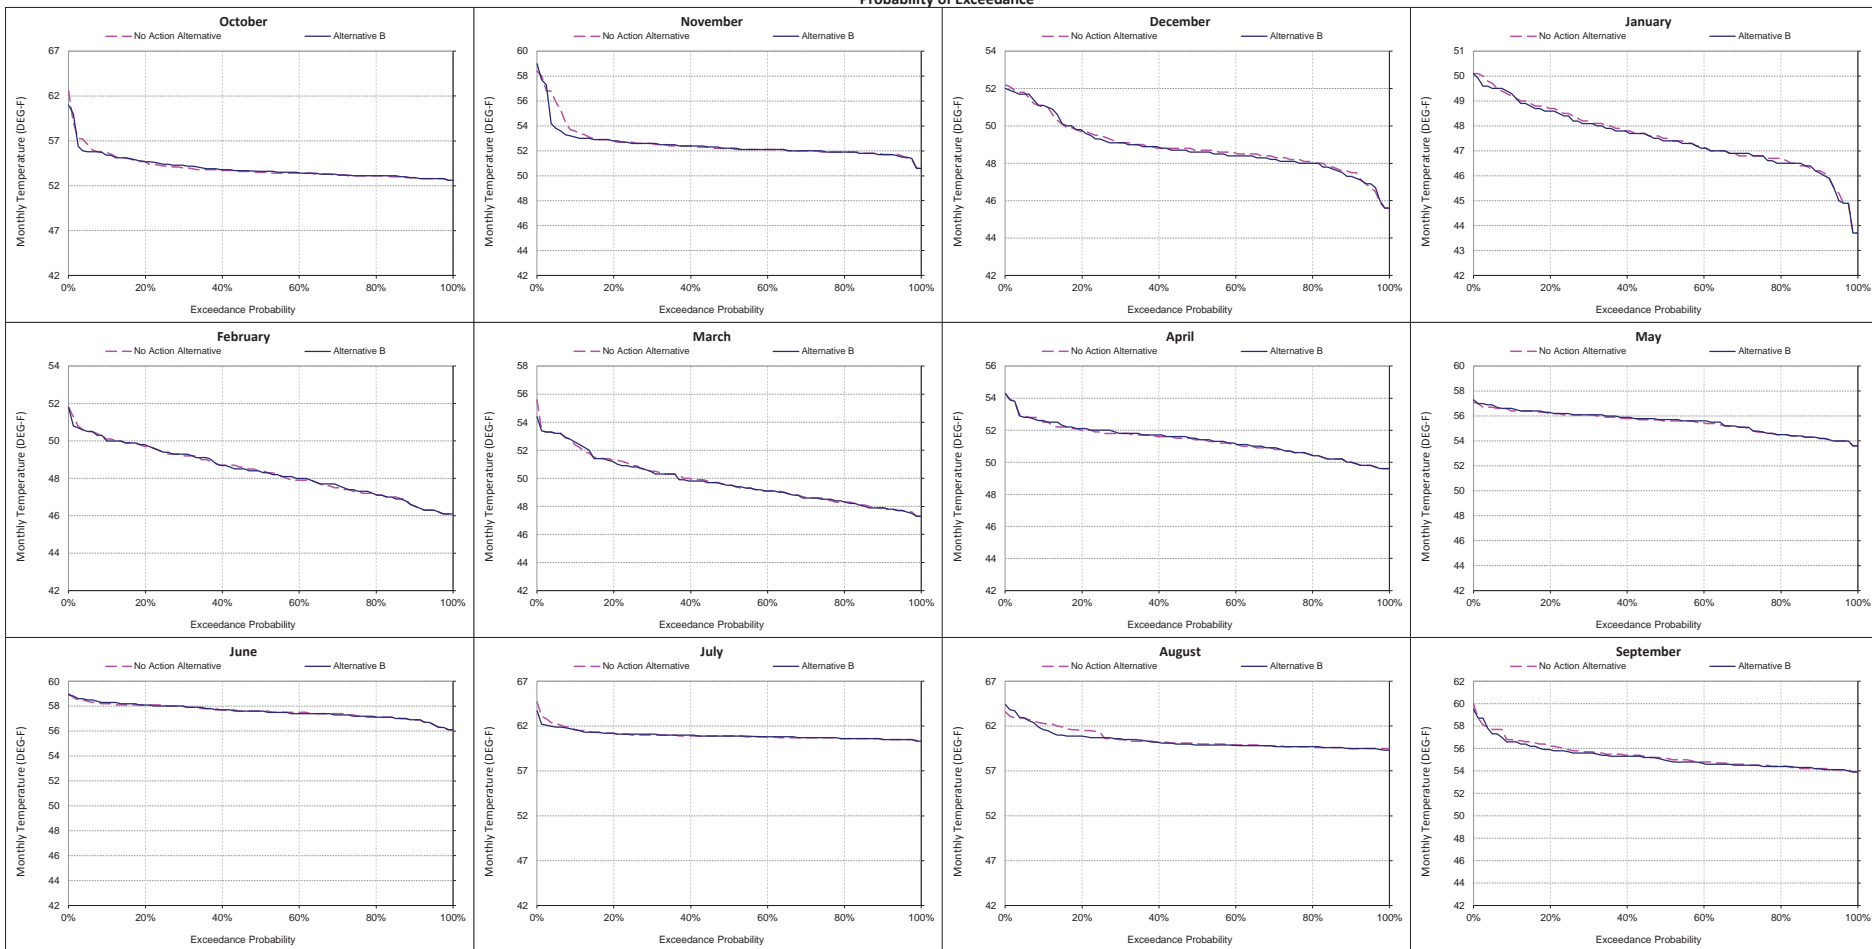 Probability of Exceedance
October
No Action Alternative Alternative B
Monthly Temperature (DEG-F)
67
62
57
52
47
42
0% 20% 40% 60% 80% 100%
Exceedance Probability
November
No Action Alternative Alternative B
Monthly Temperature (DEG-F)
60
58
56
54
52
50
48
46
44
42
0% 20% 40% 60% 80% 100%
Exceedance Probability
December
No Action Alternative Alternative B
Monthly Temperature (DEG-F)
54
52
50
48
46
44
42
0% 20% 40% 60% 80% 100%
Exceedance Probability
January
No Action Alternative Alternative B
Monthly Temperature (DEG-F)
51
50
49
48
47
46
45
44
43
42
0% 20% 40% 60% 80% 100%
Exceedance Probability
February
No Action Alternative Alternative B
Monthly Temperature (DEG-F)
54
52
50
48
46
44
42
0% 20% 40% 60% 80% 100%
Exceedance Probability
March
No Action Alternative Alternative B
Monthly Temperature (DEG-F)
58
56
54
52
50
48
46
44
42
0% 20% 40% 60% 80% 100%
Exceedance Probability
April
No Action Alternative Alternative B
Monthly Temperature (DEG-F)
56
54
52
50
48
46
44
42
0% 20% 40% 60% 80% 100%
Exceedance Probability
May
No Action Alternative Alternative B
Monthly Temperature (DEG-F)
60
58
56
54
52
50
48
46
44
42
0% 20% 40% 60% 80% 100%
Exceedance Probability
June
No Action Alternative Alternative B
Monthly Temperature (DEG-F)
60
58
56
54
52
50
48
46
44
42
0% 20% 40% 60% 80% 100%
Exceedance Probability
July
No Action Alternative Alternative B
Monthly Temperature (DEG-F)
67
62
57
52
47
42
0% 20% 40% 60% 80% 100%
Exceedance Probability
August
No Action Alternative Alternative B
Monthly Temperature (DEG-F)
67
62
57
52
47
42
0% 20% 40% 60% 80% 100%
Exceedance Probability
September
No Action Alternative Alternative B
Monthly Temperature (DEG-F)
62
60
58
56
54
52
50
48
46
44
42
0% 20% 40% 60% 80% 100%
Exceedance Probability